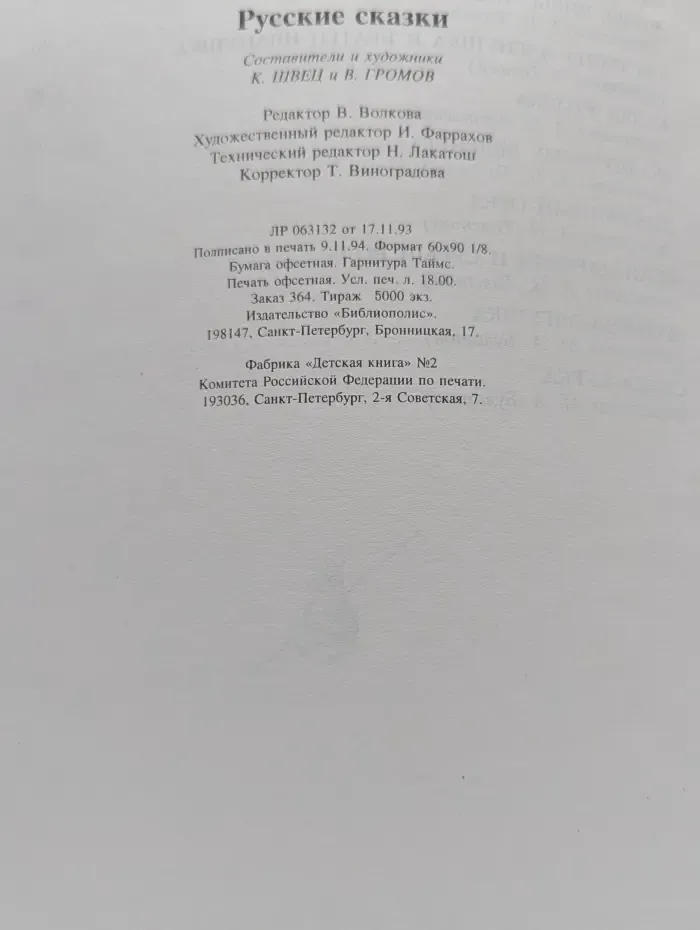 Русские сказки
Составители и художники
К. ШВЕЦ и В. ГРОМОВ
Редактор В. Волкова
Художественный редактор И. Фаррахов
Технический редактор Н. Лакатош
Корректор Т. Виноградова
ЛР 063132 от 17.11.93
Подписано в печать 9.11.94. Формат 60х90 1/8.
Бумага офсетная. Гарнитура Таймс.
Печать офсетная. Усл. печ. л. 18.00.
Заказ 364. Тираж 5000 экз.
Издательство «Библиополис».
198147, Санкт-Петербург, Бронницкая, 17.
Фабрика «Детская книга» №2
Комитета Российской Федерации по печати.
193036, Санкт-Петербург, 2-я Советская, 7.